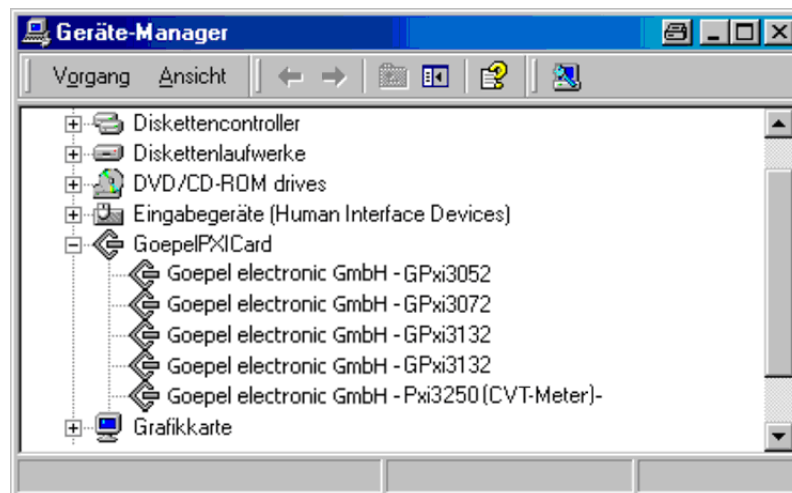 Geräte-Manager
Vorgang Ansicht
Diskettencontroller
Diskettenlaufwerke
DVD/CD-ROM drives
Eingabegeräte (Human Interface Devices)
GoepelPXICard
Goepel electronic GmbH - GPxi3052
Goepel electronic GmbH - GPxi3072
Goepel electronic GmbH - GPxi3132
Goepel electronic GmbH - GPxi3132
Goepel electronic GmbH - Pxi3250(CVT-Meter)-
Grafikkarte